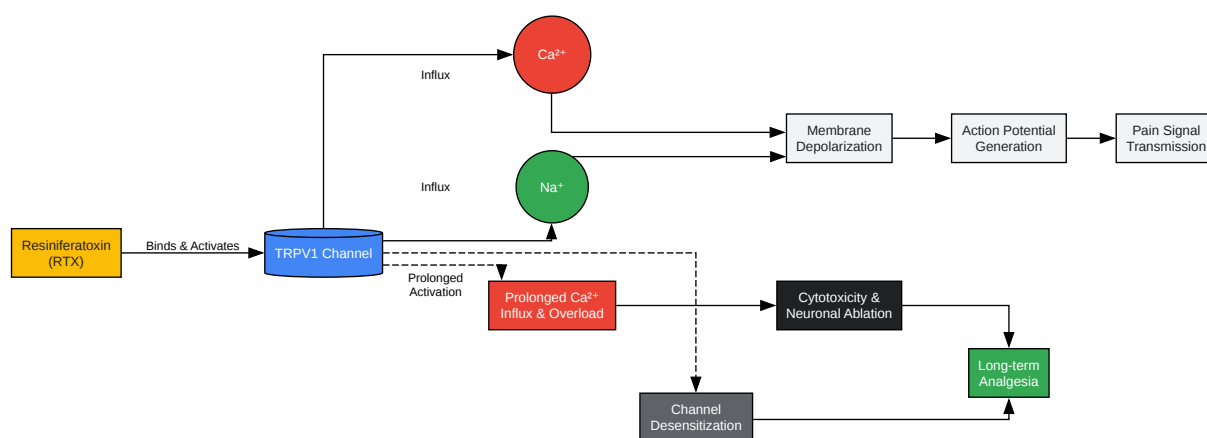 Ca²⁺
Influx
Membrane
Depolarization
Action Potential
Generation
Pain Signal
Transmission
Na⁺
Influx
Resiniferatoxin
(RTX)
Binds & Activates
TRPV1 Channel
Prolonged
Activation
Prolonged Ca²⁺
Influx & Overload
Cytotoxicity &
Neuronal Ablation
Long-term
Analgesia
Channel
Desensitization